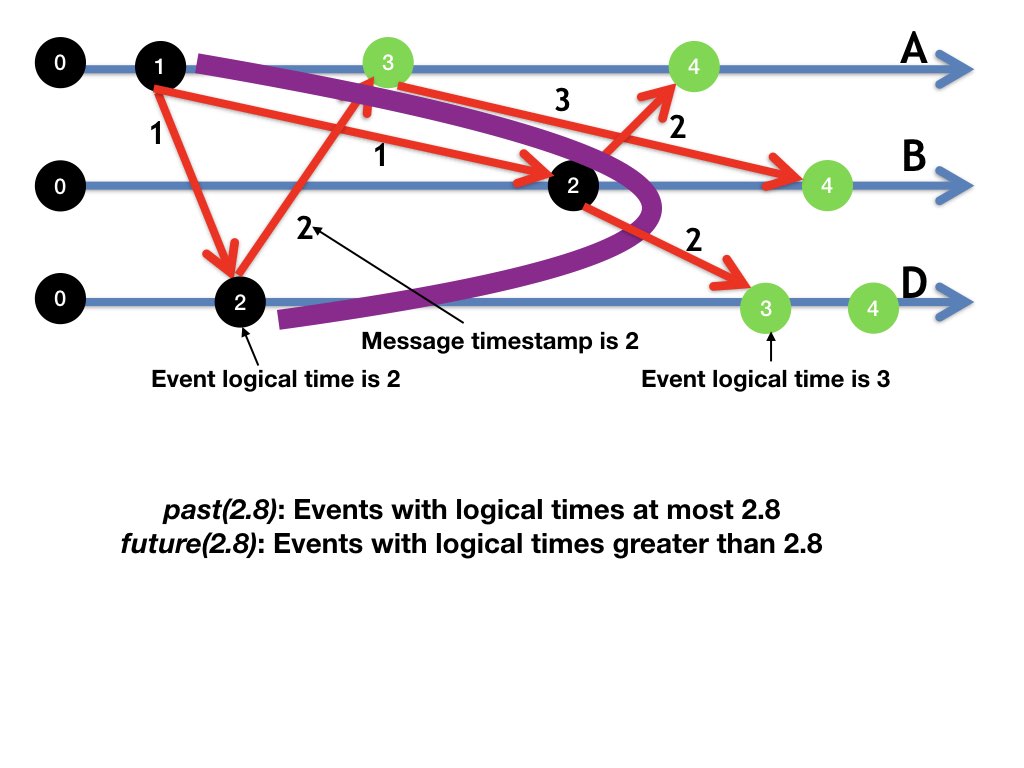 0 1 3 4 A
3
1 2
1
0 2 4 B
2 2
0 2 3 4 D
Message timestamp is 2
Event logical time is 2 Event logical time is 3
past(2.8): Events with logical times at most 2.8
future(2.8): Events with logical times greater than 2.8